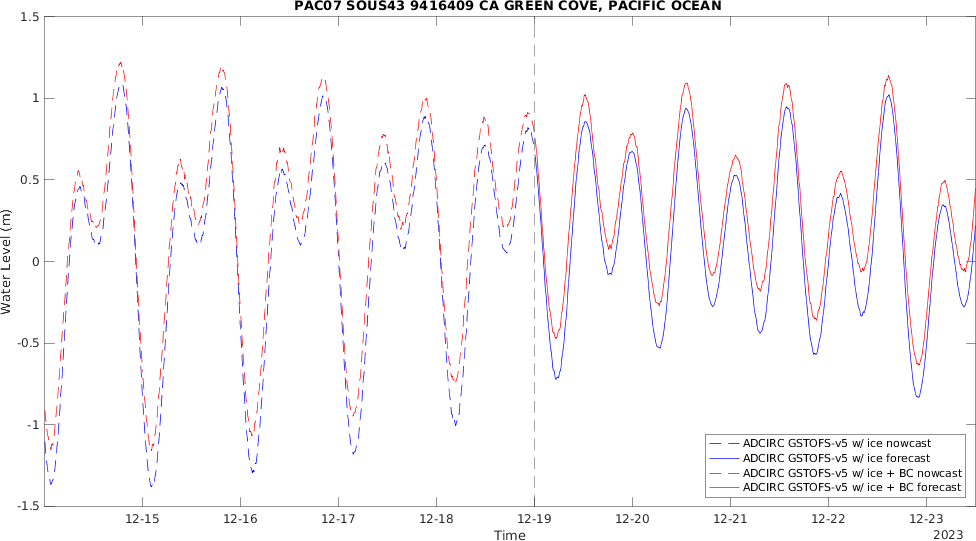 PAC07 SOUS43 9416409 CA GREEN COVE, PACIFIC OCEAN
1.5
1
0.5
0
-0.5
-1
-1.5
Water Level (m)
12-15 12-16 12-17 12-18 12-19 12-20 12-21 12-22 12-23
Time
2023
ADCIRC GSTOFS-v5 w/ ice nowcast
ADCIRC GSTOFS-v5 w/ ice forecast
ADCIRC GSTOFS-v5 w/ ice + BC nowcast
ADCIRC GSTOFS-v5 w/ ice + BC forecast